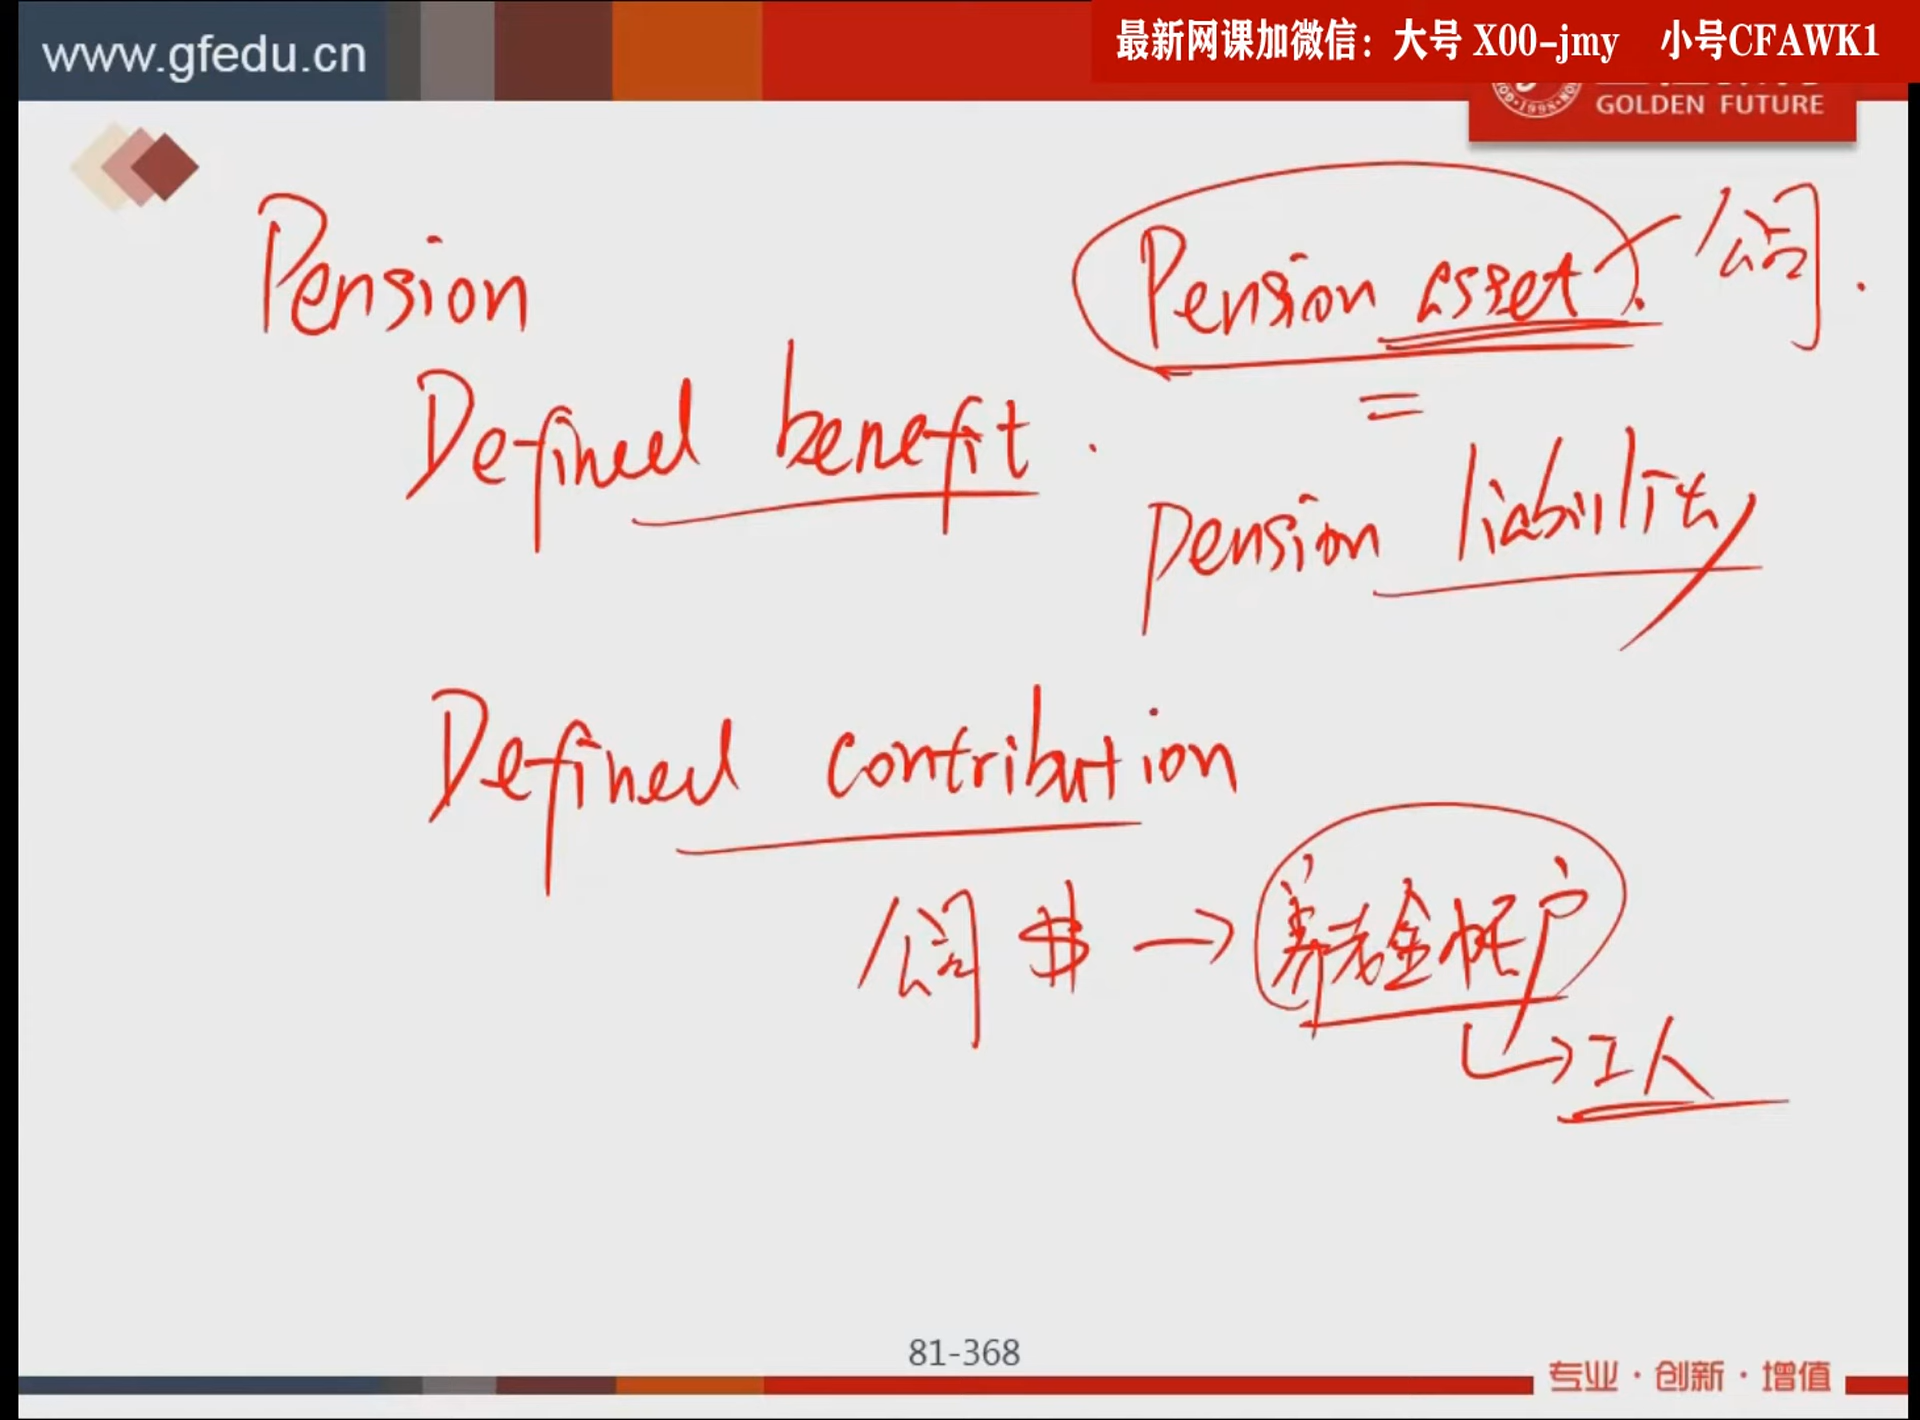 www.gfedu.cn
最新网课加微信：大号 X00-jmy 小号CFAWK1
GOLDEN FUTURE
Pension
Pension asset. 公司.
=
Defined benefit.
pension liability
Defined contribution
公司 $ → 养老金帐户
→ 工人
81-368
专业·创新·增值